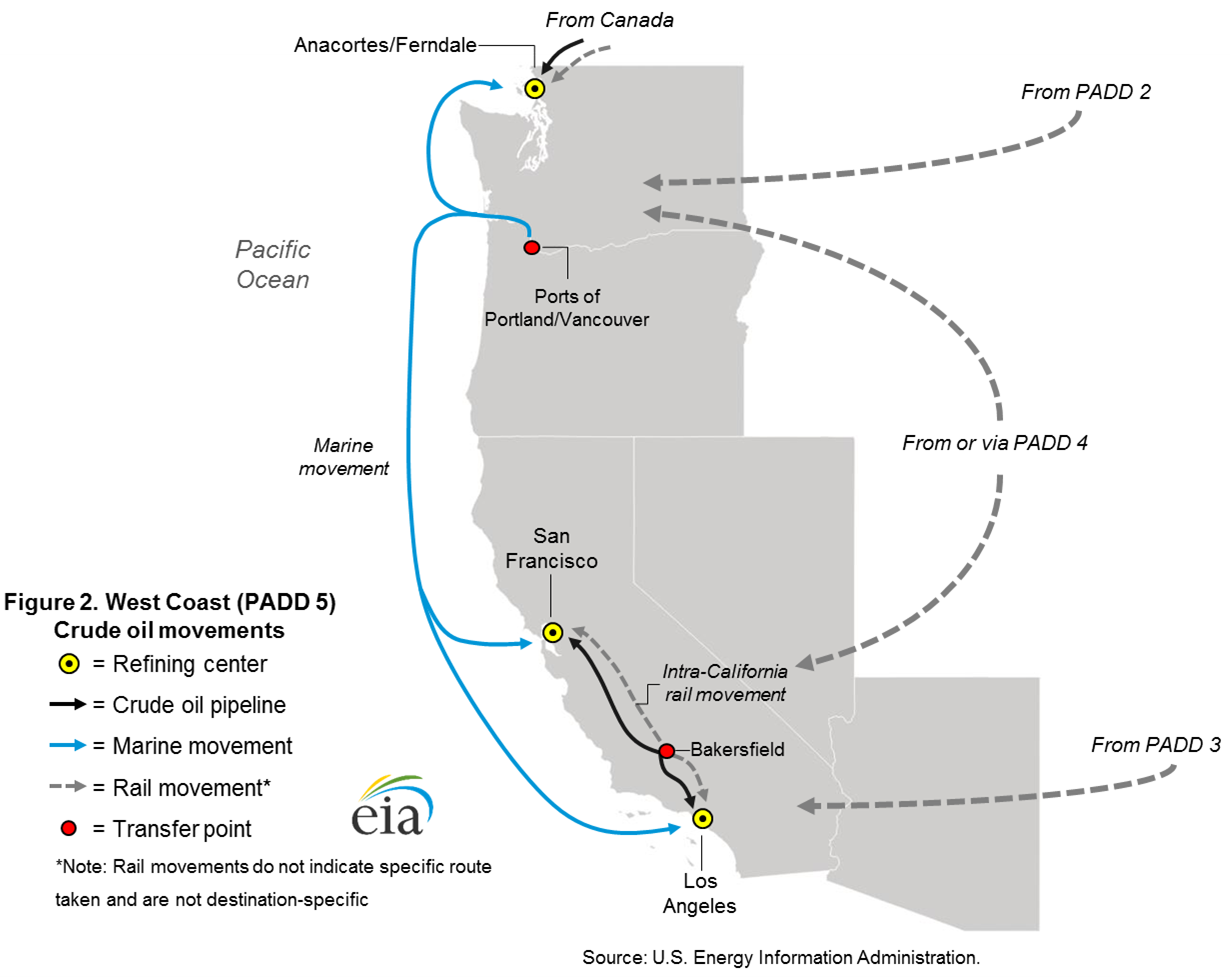 From Canada
Anacortes/Ferndale
From PADD 2
Pacific
Ocean
Ports of
Portland/Vancouver
Marine
movement
From or via PADD 4
San
Francisco
Figure 2. West Coast (PADD 5)
Crude oil movements
= Refining center
= Crude oil pipeline
= Marine movement
= Rail movement*
= Transfer point
*Note: Rail movements do not indicate specific route
taken and are not destination-specific
eia
Intra-California
rail movement
Bakersfield
From PADD 3
Los
Angeles
Source: U.S. Energy Information Administration.